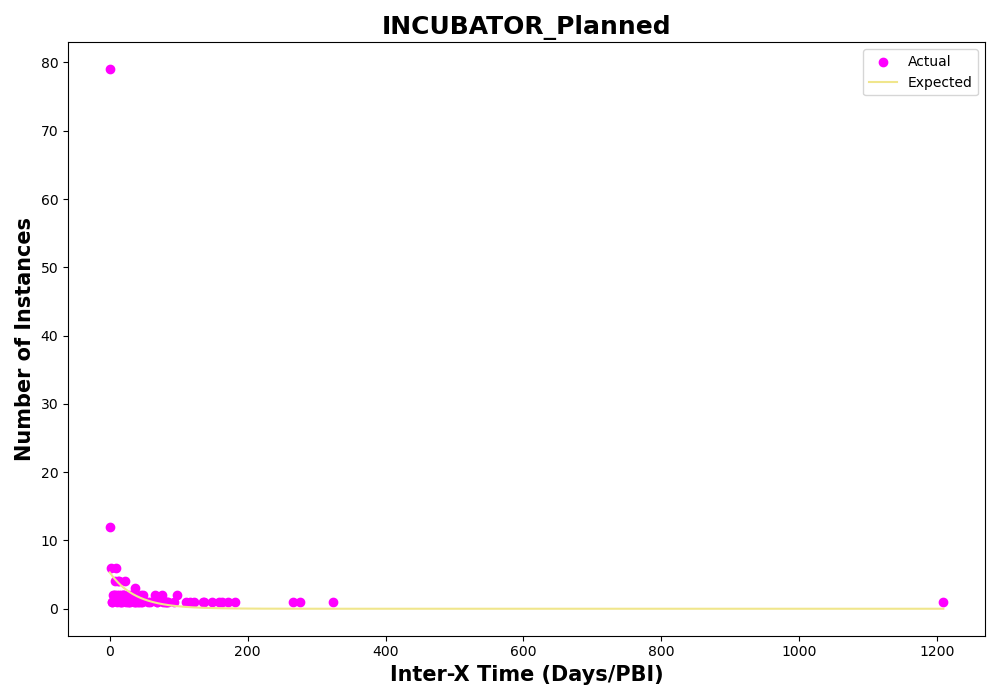 INCUBATOR_Planned
Actual
Expected
80
70
60
50
40
30
20
10
0
Number of Instances
0 200 400 600 800 1000 1200
Inter-X Time (Days/PBI)